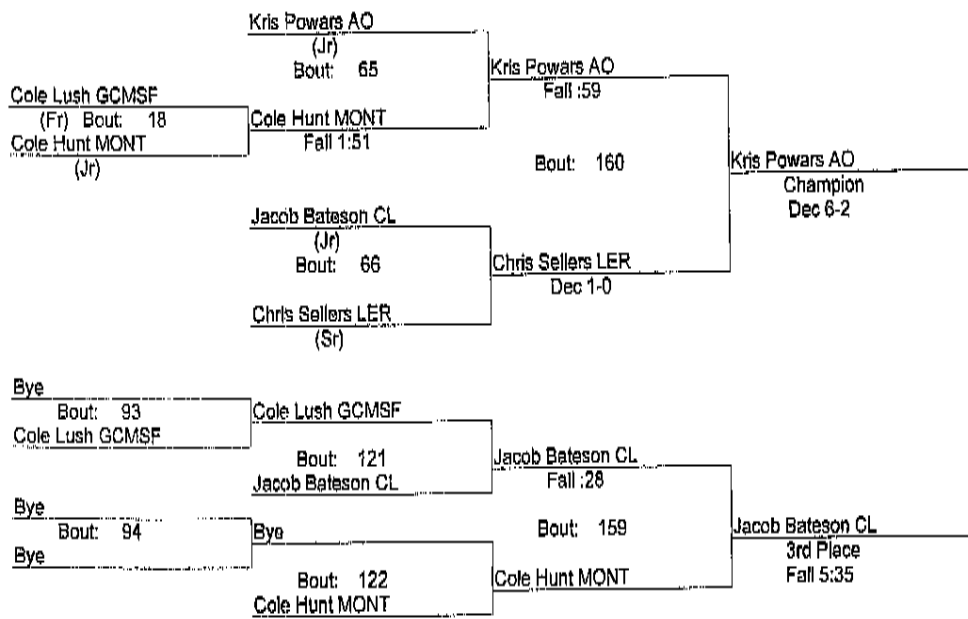 Kris Powars AO
(Jr)
Bout: 65
Kris Powars AO
Fall :59
Cole Lush GCMSF
(Fr) Bout: 18
Cole Hunt MONT
(Jr)
Cole Hunt MONT
Fall 1:51
Bout: 160
Kris Powars AO
Champion
Dec 6-2
Jacob Bateson CL
(Jr)
Bout: 66
Chris Sellers LER
Dec 1-0
Chris Sellers LER
(Sr)
Bye
Bout: 93
Cole Lush GCMSF
Cole Lush GCMSF
Bout: 121
Jacob Bateson CL
Jacob Bateson CL
Fall :28
Bye
Bout: 94
Bye
Bye
Bout: 159
Jacob Bateson CL
3rd Place
Fall 5:35
Bout: 122
Cole Hunt MONT
Cole Hunt MONT